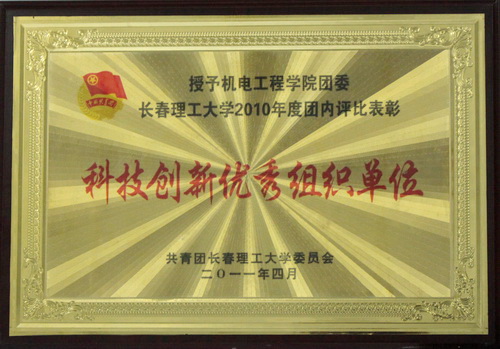 授予机电工程学院团委
长春理工大学2010年度团内评比表彰
科技创新优秀组织单位
共青团长春理工大学委员会
二〇一一年四月